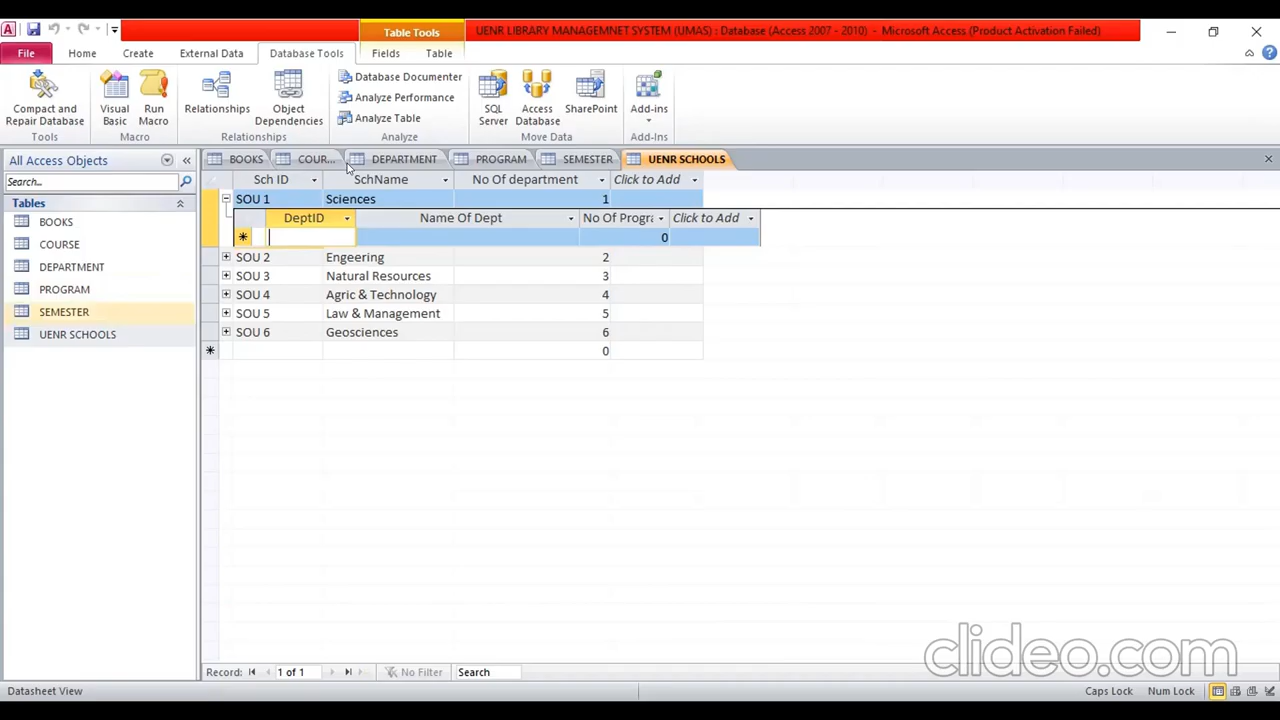 Table Tools
UENR LIBRARY MANAGEMNET SYSTEM (UMAS) : Database (Access 2007 - 2010) - Microsoft Access (Product Activation Failed)
File Home Create External Data Database Tools Fields Table
Compact and Repair Database
Tools
Visual Basic
Run Macro
Macro
Relationships
Object Dependencies
Relationships
Database Documenter
Analyze Performance
Analyze Table
Analyze
SQL Server
Access Database
SharePoint
Move Data
Add-ins
Add-Ins
All Access Objects
Search...
Tables
BOOKS
COURSE
DEPARTMENT
PROGRAM
SEMESTER
UENR SCHOOLS
BOOKS COUR... DEPARTMENT PROGRAM SEMESTER UENR SCHOOLS
Sch ID SchName No Of department Click to Add
SOU 1 Sciences 1
DeptID Name Of Dept No Of Progra Click to Add
0
SOU 2 Engeering 2
SOU 3 Natural Resources 3
SOU 4 Agric & Technology 4
SOU 5 Law & Management 5
SOU 6 Geosciences 6
0
Record: 1 of 1 No Filter Search
clideo.com
Datasheet View Caps Lock Num Lock